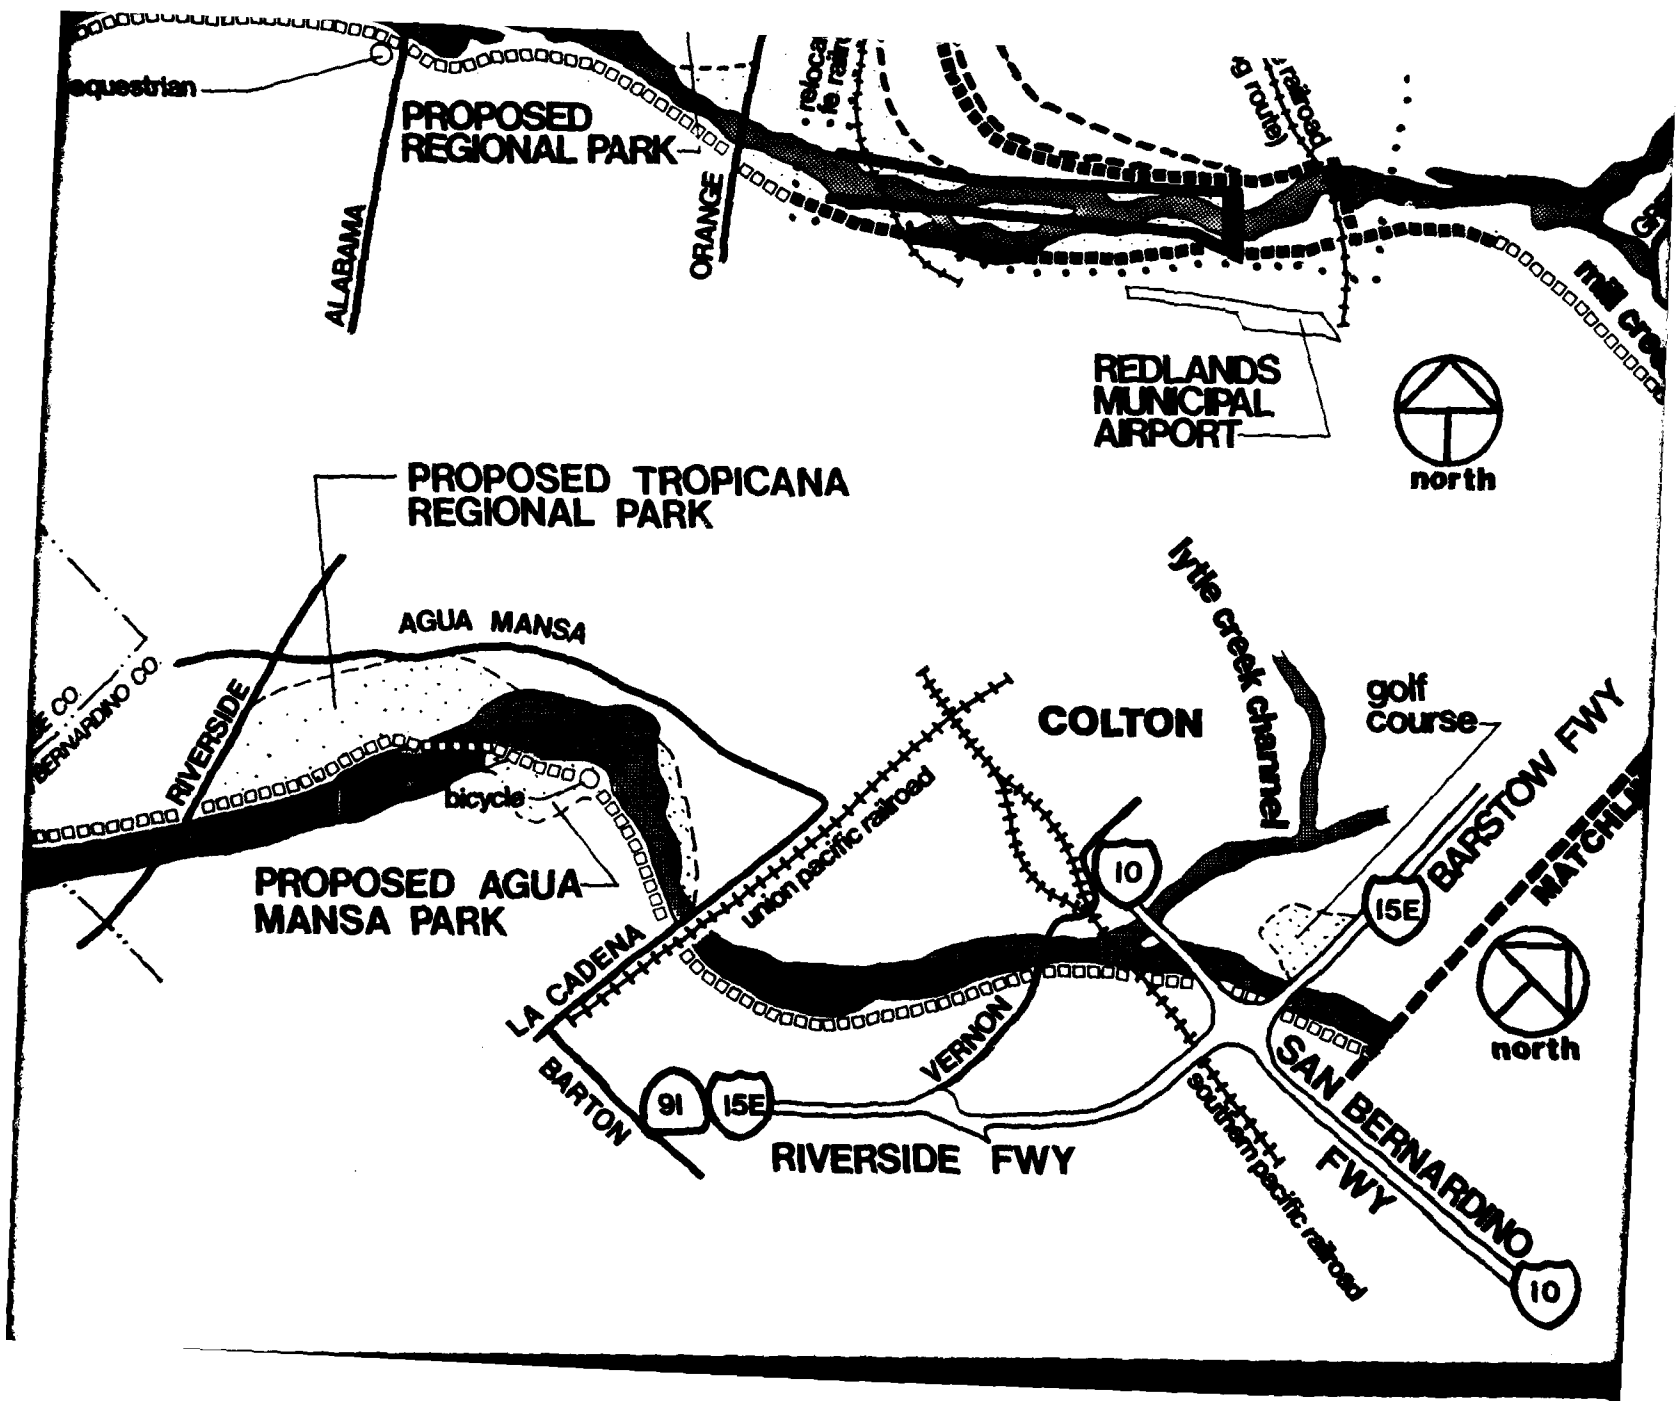 equestrian
PROPOSED
REGIONAL PARK
ALABAMA
ORANGE
railroad
route)
mill
REDLANDS
MUNICIPAL
AIRPORT
north
PROPOSED TROPICANA
REGIONAL PARK
AGUA MANSA
CO.
BERNARDINO CO.
RIVERSIDE
bicycle
PROPOSED AGUA
MANSA PARK
LA CADENA
union pacific railroad
BARTON
91
15E
RIVERSIDE FWY
VERNON
COLTON
lytle creek channel
golf
course
10
15E
BARSTOW FWY
north
SAN BERNARDINO
FWY
southern pacific railroad
10